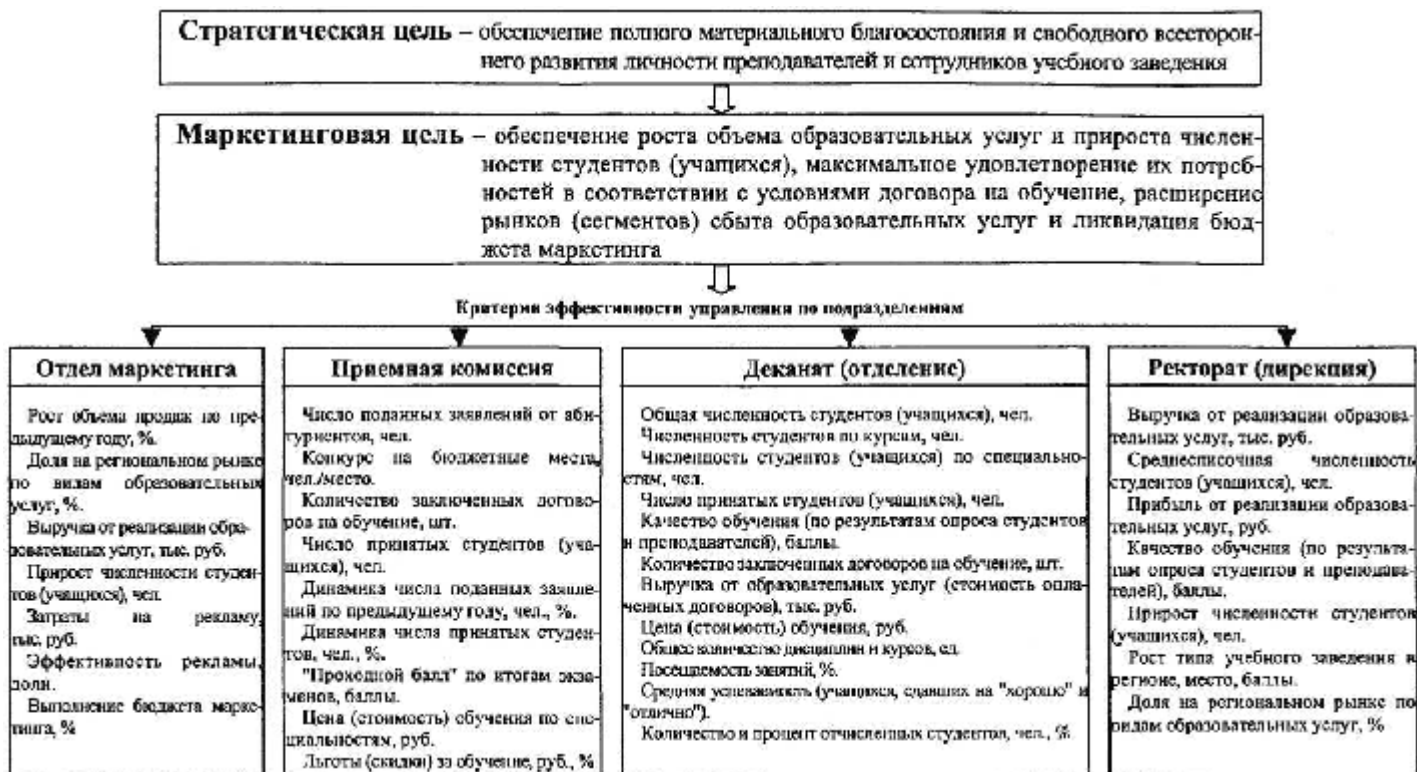 Стратегическая цель – обеспечение полного материального благосостояния и свободного всесторон-
него развития личности преподавателей и сотрудников учебного заведения
Маркетинговая цель – обеспечение роста объема образовательных услуг и прироста числен-
ности студентов (учащихся), максимальное удовлетворение их потреб-
ностей в соответствии с условиями договора на обучение, расширение
рынков (сегментов) сбыта образовательных услуг и ликвидация бюд-
жета маркетинга
Критерии эффективности управления по подразделениям
Отдел маркетинга
Рост объема продаж по пре-
дыдущему году, %.
Доля на региональном рынке
по видам образовательных
услуг, %.
Выручка от реализации обра-
зовательных услуг, тыс. руб.
Прирост численности студен-
тов (учащихся), чел.
Затраты на рекламу,
тыс. руб.
Эффективность рекламы,
доли.
Выполнение бюджета марке-
тинга, %
Приемная комиссия
Число поданных заявлений от аби-
туриентов, чел.
Конкурс на бюджетные места,
чел./место.
Количество заключенных догово-
ров на обучение, шт.
Число принятых студентов (уча-
щихся), чел.
Динамика числа поданных заявле-
ний по предыдущему году, чел., %.
Динамика числа принятых студен-
тов, чел., %.
"Проходной балл" по итогам экза-
менов, баллы.
Цена (стоимость) обучения по спе-
циальностям, руб.
Льготы (скидки) за обучение, руб., %
Деканат (отделение)
Общая численность студентов (учащихся), чел.
Численность студентов по курсам, чел.
Численность студентов (учащихся) по специально-
стям, чел.
Число принятых студентов (учащихся), чел.
Качество обучения (по результатам опроса студентов
и преподавателей), баллы.
Количество заключенных договоров на обучение, шт.
Выручка от образовательных услуг (стоимость опла-
ченных договоров), тыс. руб.
Цена (стоимость) обучения, руб.
Общее количество дисциплин и курсов, ед.
Посещаемость занятий, %.
Средняя успеваемость (учащихся, сдавших на "хорошо" и
"отлично").
Количество и процент отчисленных студентов, чел., %
Ректорат (дирекция)
Выручка от реализации образова-
тельных услуг, тыс. руб.
Среднесписочная численность
студентов (учащихся), чел.
Прибыль от реализации образова-
тельных услуг, руб.
Качество обучения (по результа-
там опроса студентов и преподава-
телей), баллы.
Прирост численности студентов
(учащихся), чел.
Рост типа учебного заведения в
регионе, место, баллы.
Доля на региональном рынке по
видам образовательных услуг, %